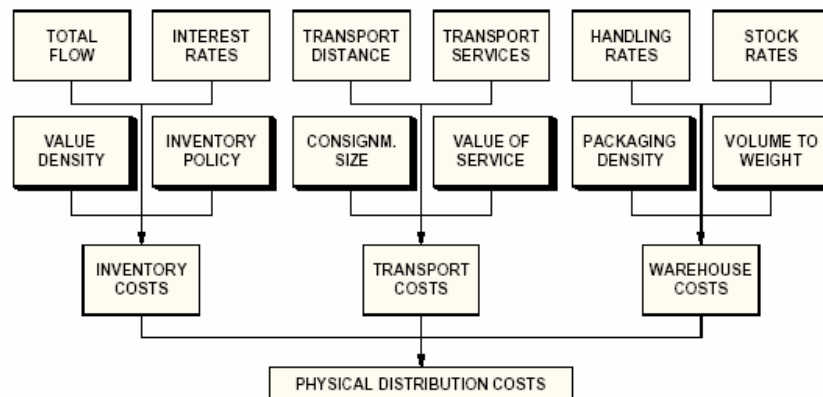 TOTAL
FLOW
INTEREST
RATES
TRANSPORT
DISTANCE
TRANSPORT
SERVICES
HANDLING
RATES
STOCK
RATES
VALUE
DENSITY
INVENTORY
POLICY
CONSIGNM.
SIZE
VALUE OF
SERVICE
PACKAGING
DENSITY
VOLUME TO
WEIGHT
INVENTORY
COSTS
TRANSPORT
COSTS
WAREHOUSE
COSTS
PHYSICAL DISTRIBUTION COSTS